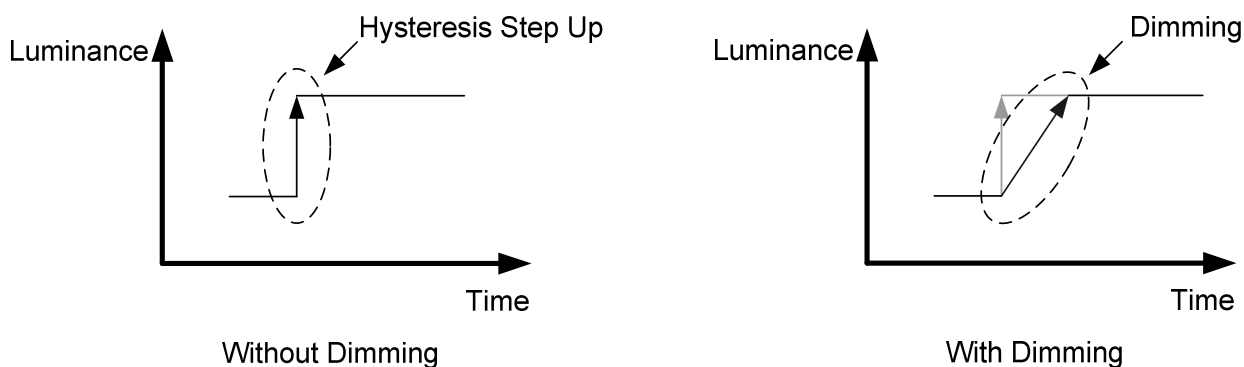 Hysteresis Step Up
Luminance
Time
Without Dimming
Dimming
Luminance
Time
With Dimming